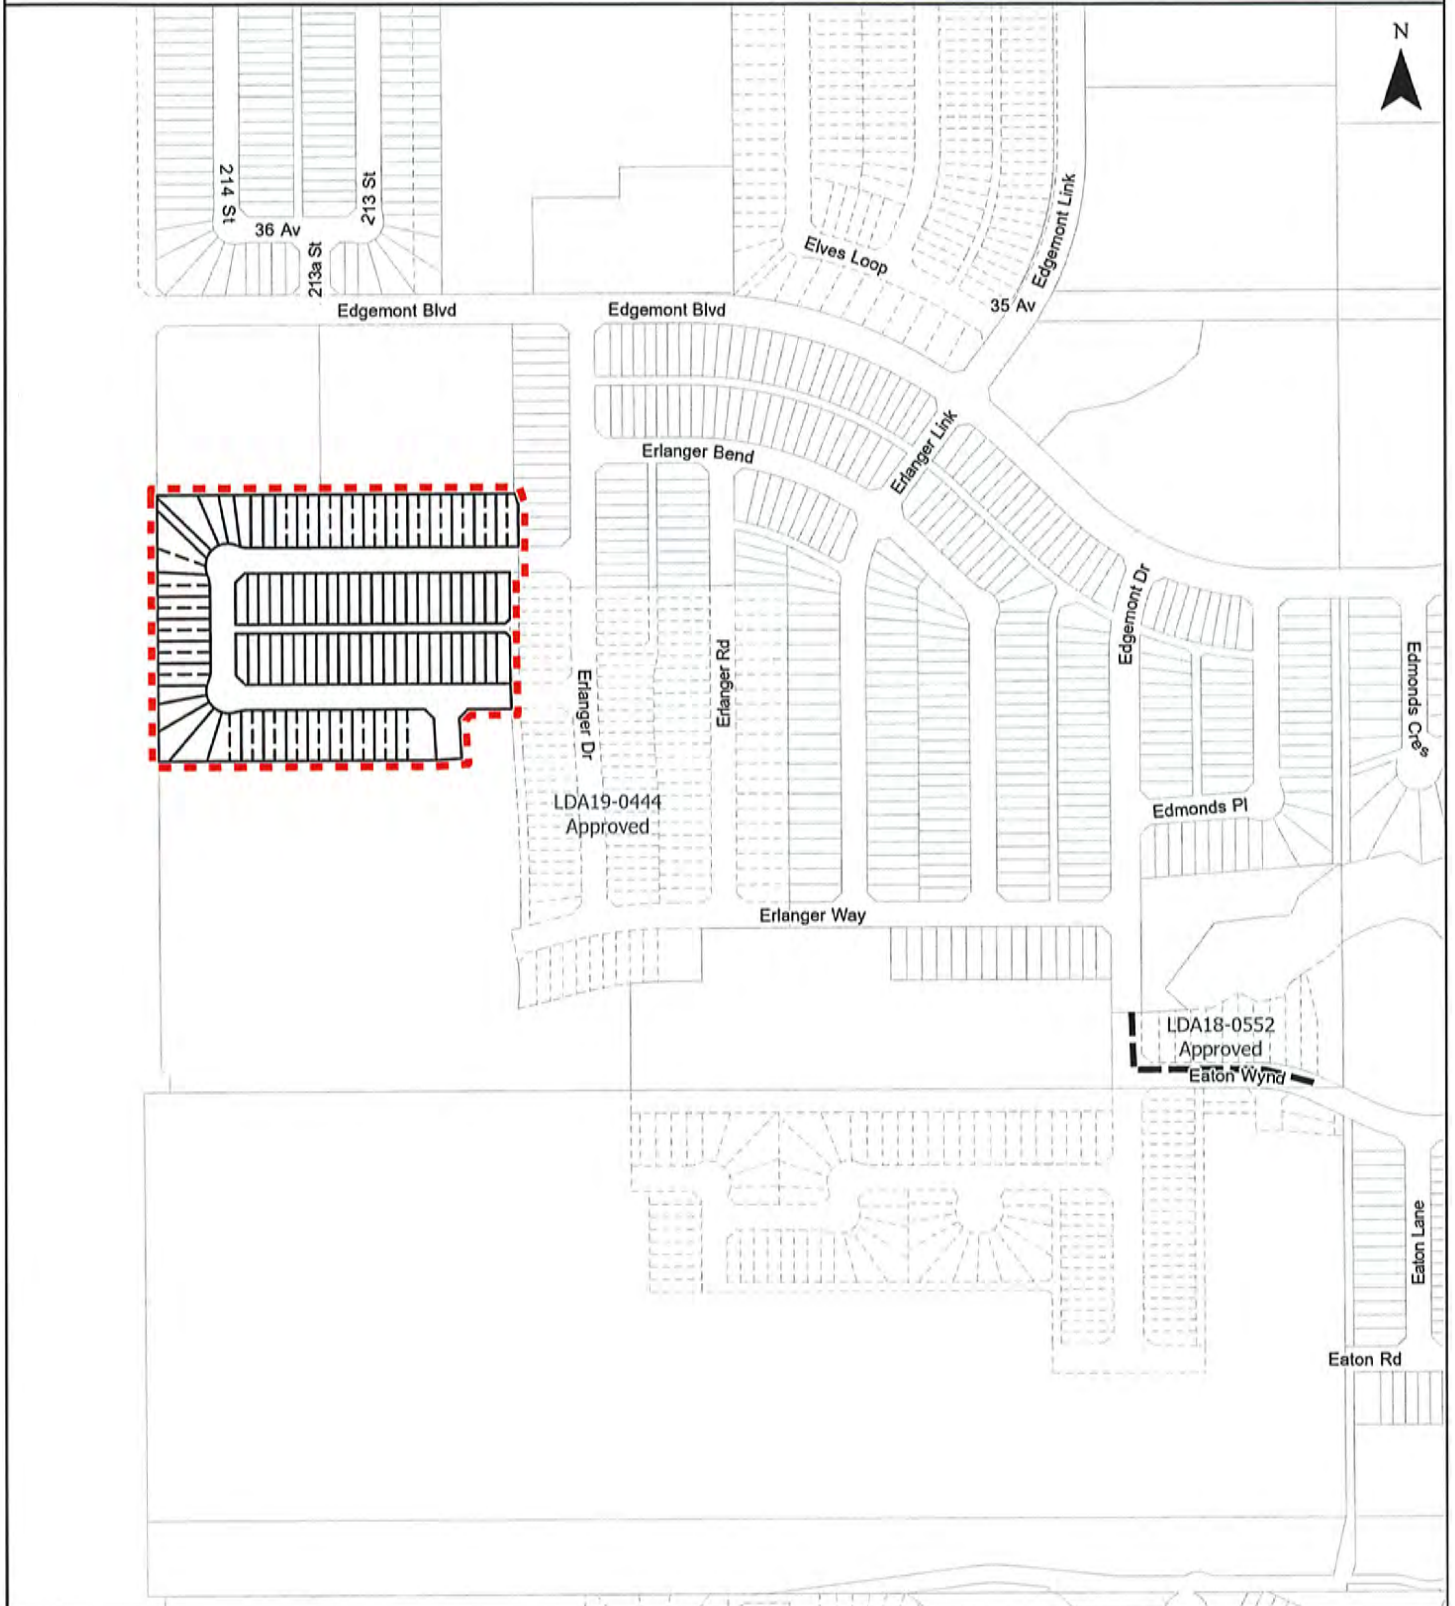 N
214 St
213 St
36 Av
213a St
Elves Loop
Edgemont Link
35 Av
Edgemont Blvd
Edgemont Blvd
Erlanger Link
Erlanger Bend
Edgemont Dr
Erlanger Rd
Erlanger Dr
Edmonds Cres
LDA19-0444
Approved
Edmonds Pl
Erlanger Way
LDA18-0552
Approved
Eaton Wynd
Eaton Lane
Eaton Rd